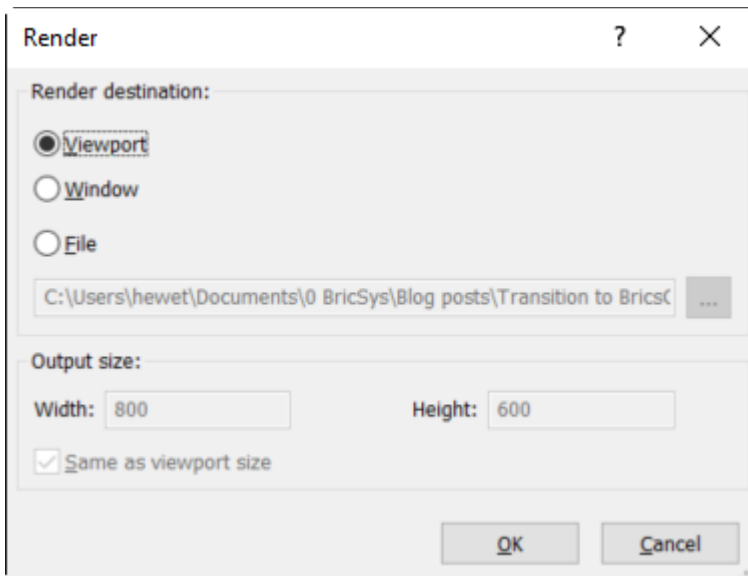 Render ? X
Render destination:
Viewport
Window
File
C:\Users\hewet\Documents\0 BricSys\Blog posts\Transition to Brics ...
Output size:
Width: 800 Height: 600
Same as viewport size
OK Cancel